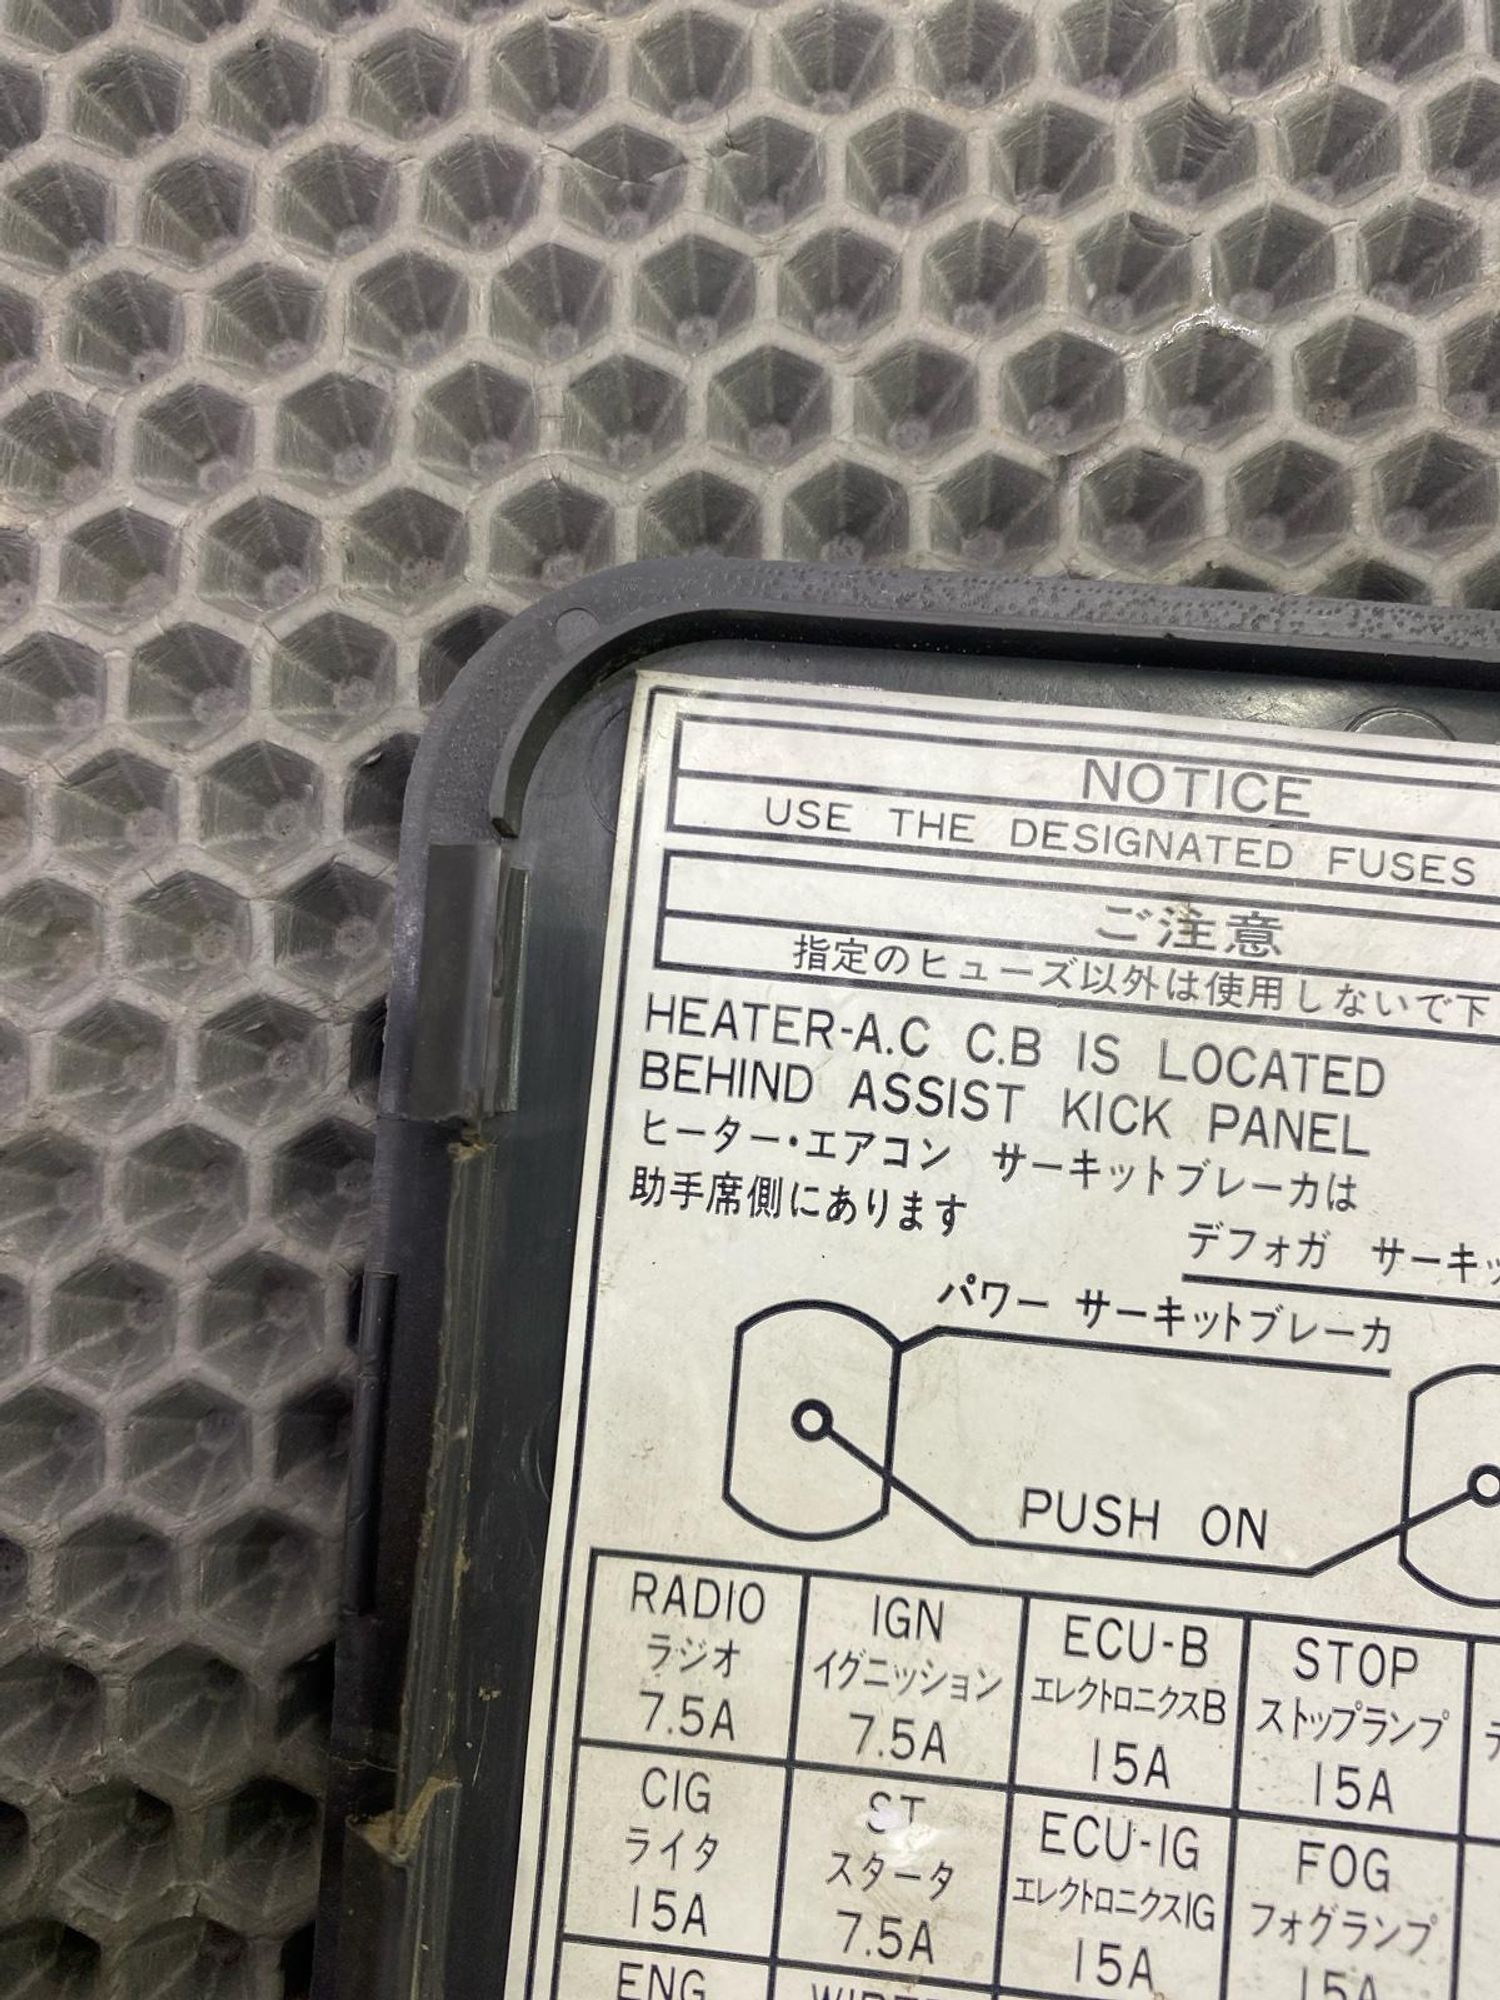 NOTICE
USE THE DESIGNATED FUSES
ご注意
指定のヒューズ以外は使用しないで下
HEATER-A.C C.B IS LOCATED
BEHIND ASSIST KICK PANEL
ヒーター・エアコン サーキットブレーカは
助手席側にあります
デフォガ サーキッ
パワー サーキットブレーカ
PUSH ON
RADIO IGN ECU-B STOP
ラジオ イグニッション エレクトロニクスB ストップランプ
7.5A 7.5A 15A 15A
CIG ST ECU-IG FOG
ライタ スタータ エレクトロニクスIG フォグランプ
15A 7.5A 15A 15A
ENG